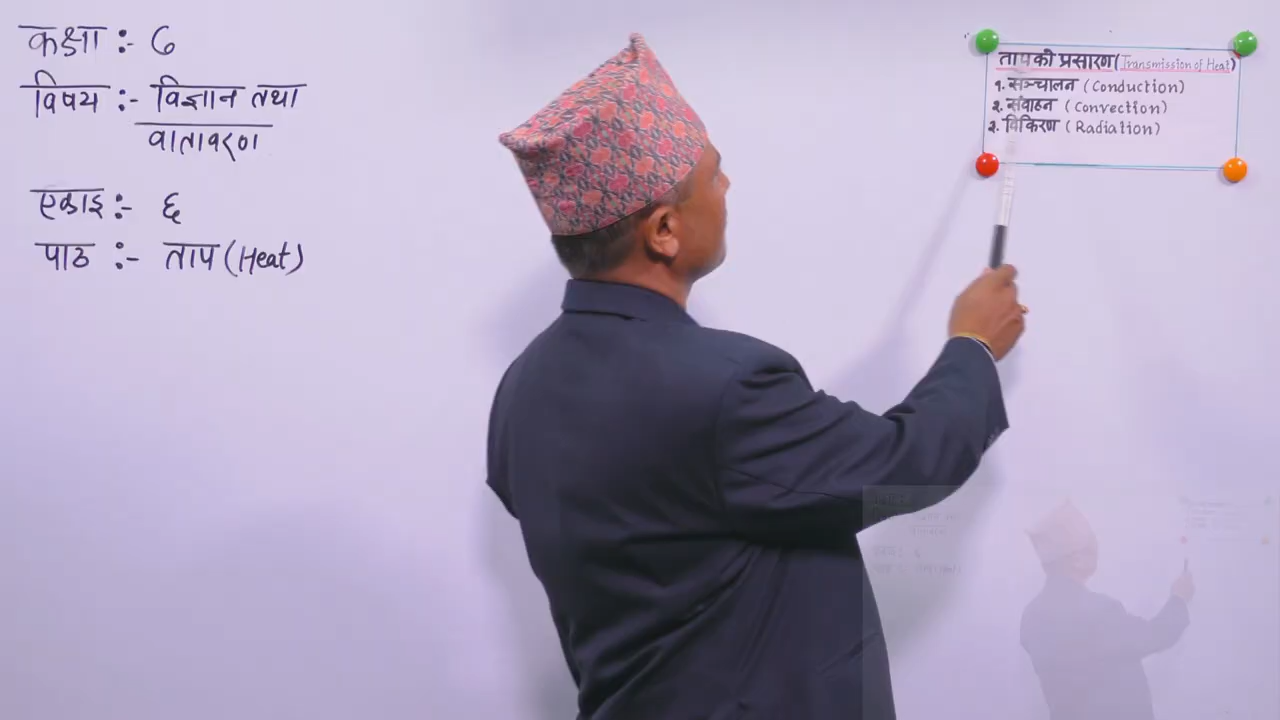 कक्षा :- ७
विषय :- विज्ञान तथा
वातावरण
एकाइ :- ६
पाठ :- ताप (Heat)
तापको प्रसारण (Transmission of Heat)
१. सञ्चालन (Conduction)
२. संवाहन (Convection)
३. विकिरण (Radiation)